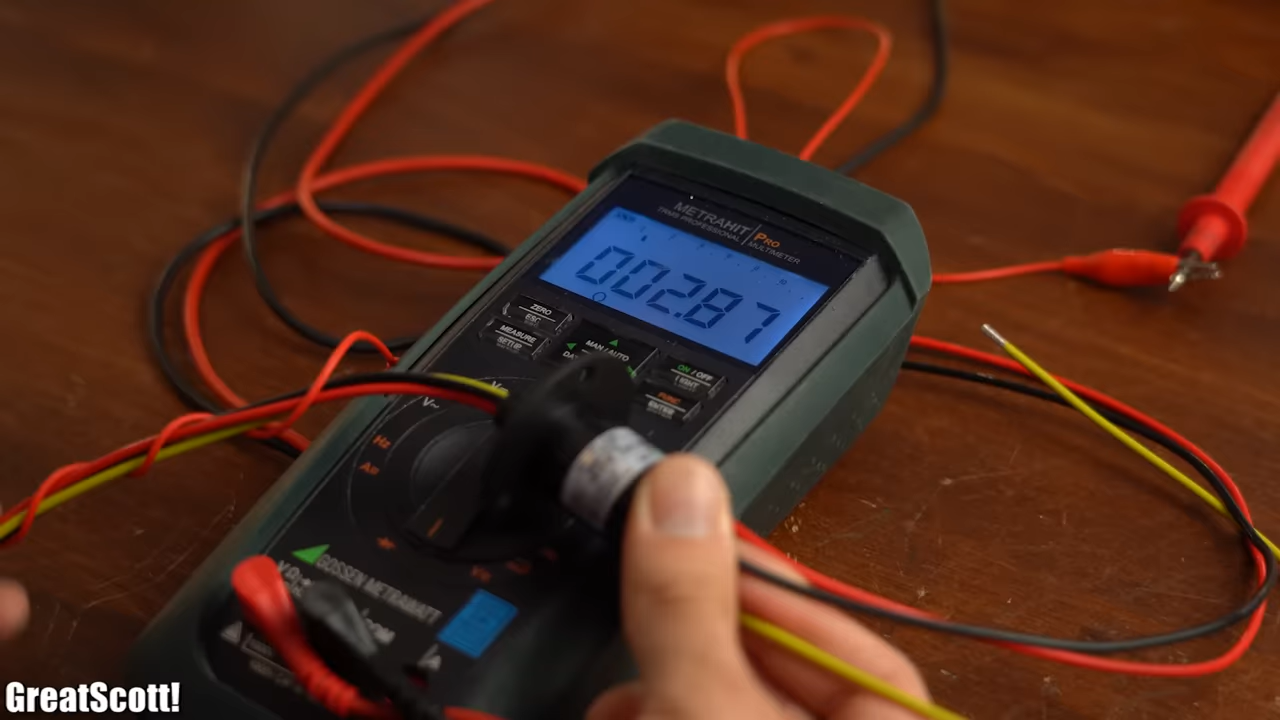 METRAHIT PRO
TRMS PROFESSIONAL MULTIMETER
002.87
ZERO
ESC
MEASURE
SETUP
MAN / AUTO
ON / OFF
LIGHT
FUNC
ENTER
V~
Hz
GOSSEN METRAWATT
GreatScott!